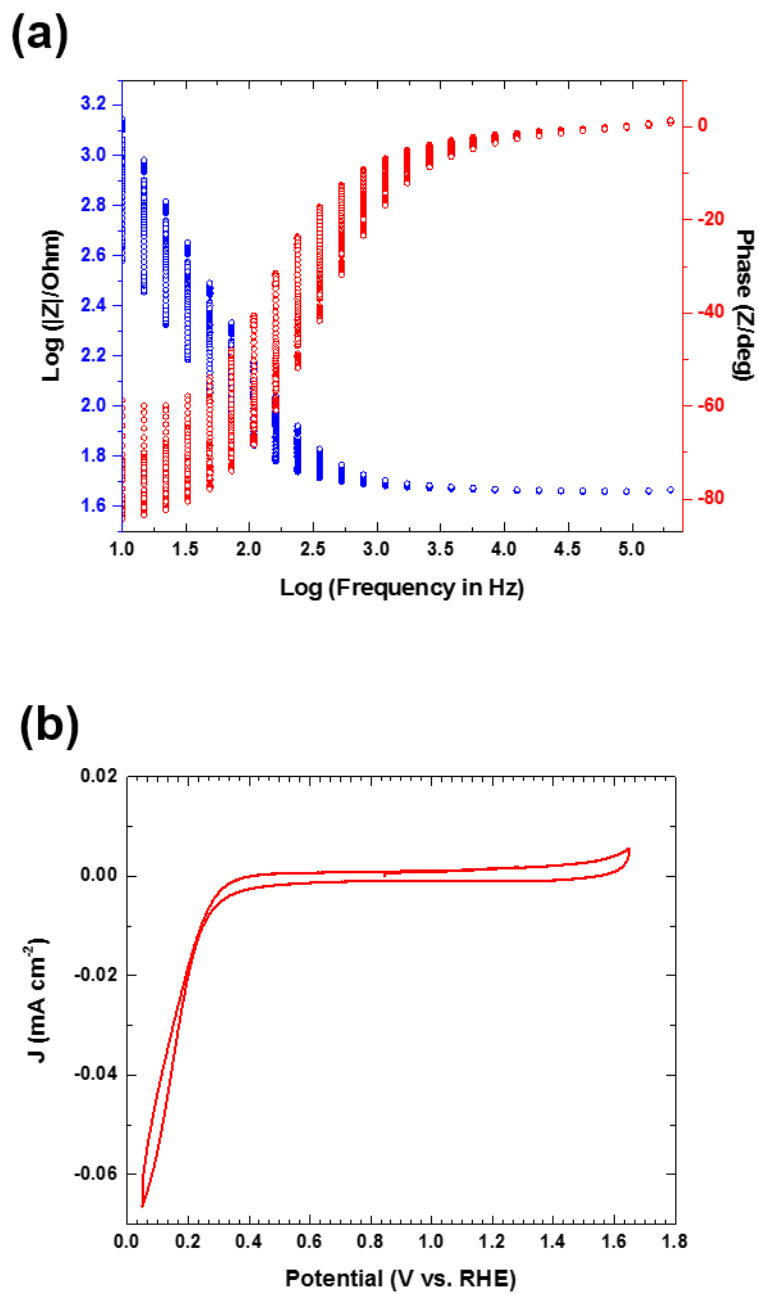 (a)
3.2
3.0
2.8
2.6
2.4
2.2
2.0
1.8
1.6
Log (|Z|/Ohm)
0
-20
-40
-60
-80
Phase (Z/deg)
1.0 1.5 2.0 2.5 3.0 3.5 4.0 4.5 5.0
Log (Frequency in Hz)
(b)
0.02
0.00
-0.02
-0.04
-0.06
J (mA cm-2)
0.0 0.2 0.4 0.6 0.8 1.0 1.2 1.4 1.6 1.8
Potential (V vs. RHE)